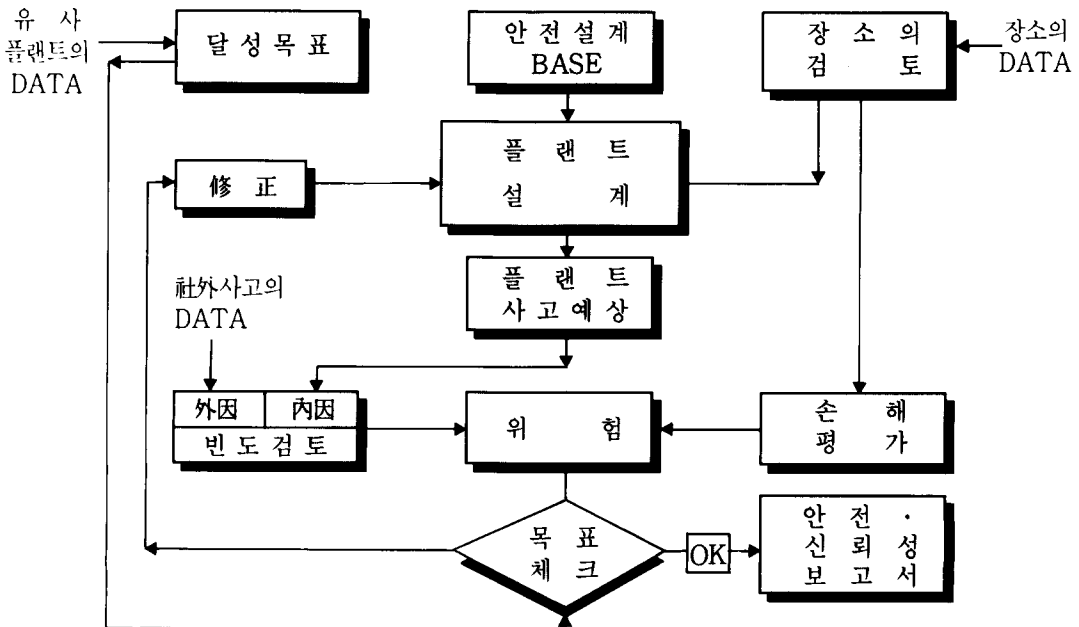 유 사
플랜트의
DATA
달 성 목 표
안 전 설 계
BASE
장 소 의
검 토
장소의
DATA
플 랜 트
설 계
修 正
플 랜 트
사 고 예 상
社外사고의
DATA
外因
內因
빈 도 검 토
위 험
손 해
평 가
목 표
체 크
OK
안 전 ·
신 뢰 성
보 고 서